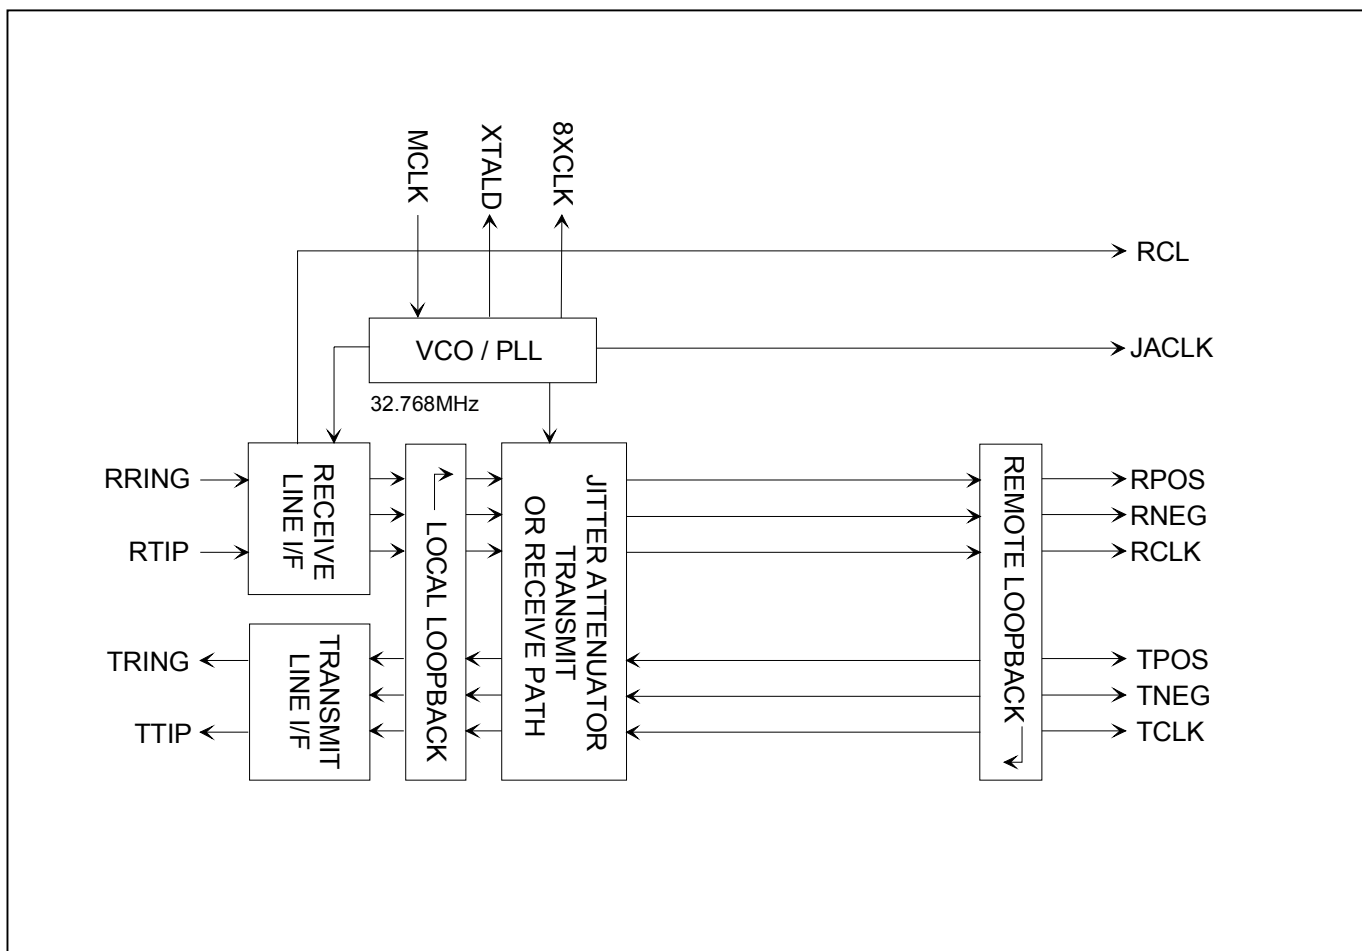 MCLK
XTALD
8XCLK
RCL
VCO / PLL
JACLK
32.768MHz
RRING
RTIP
RECEIVE
LINE I/F
LOCAL LOOPBACK
JITTER ATTENUATOR
TRANSMIT
OR RECEIVE PATH
REMOTE LOOPBACK
RPOS
RNEG
RCLK
TRING
TTIP
TRANSMIT
LINE I/F
TPOS
TNEG
TCLK